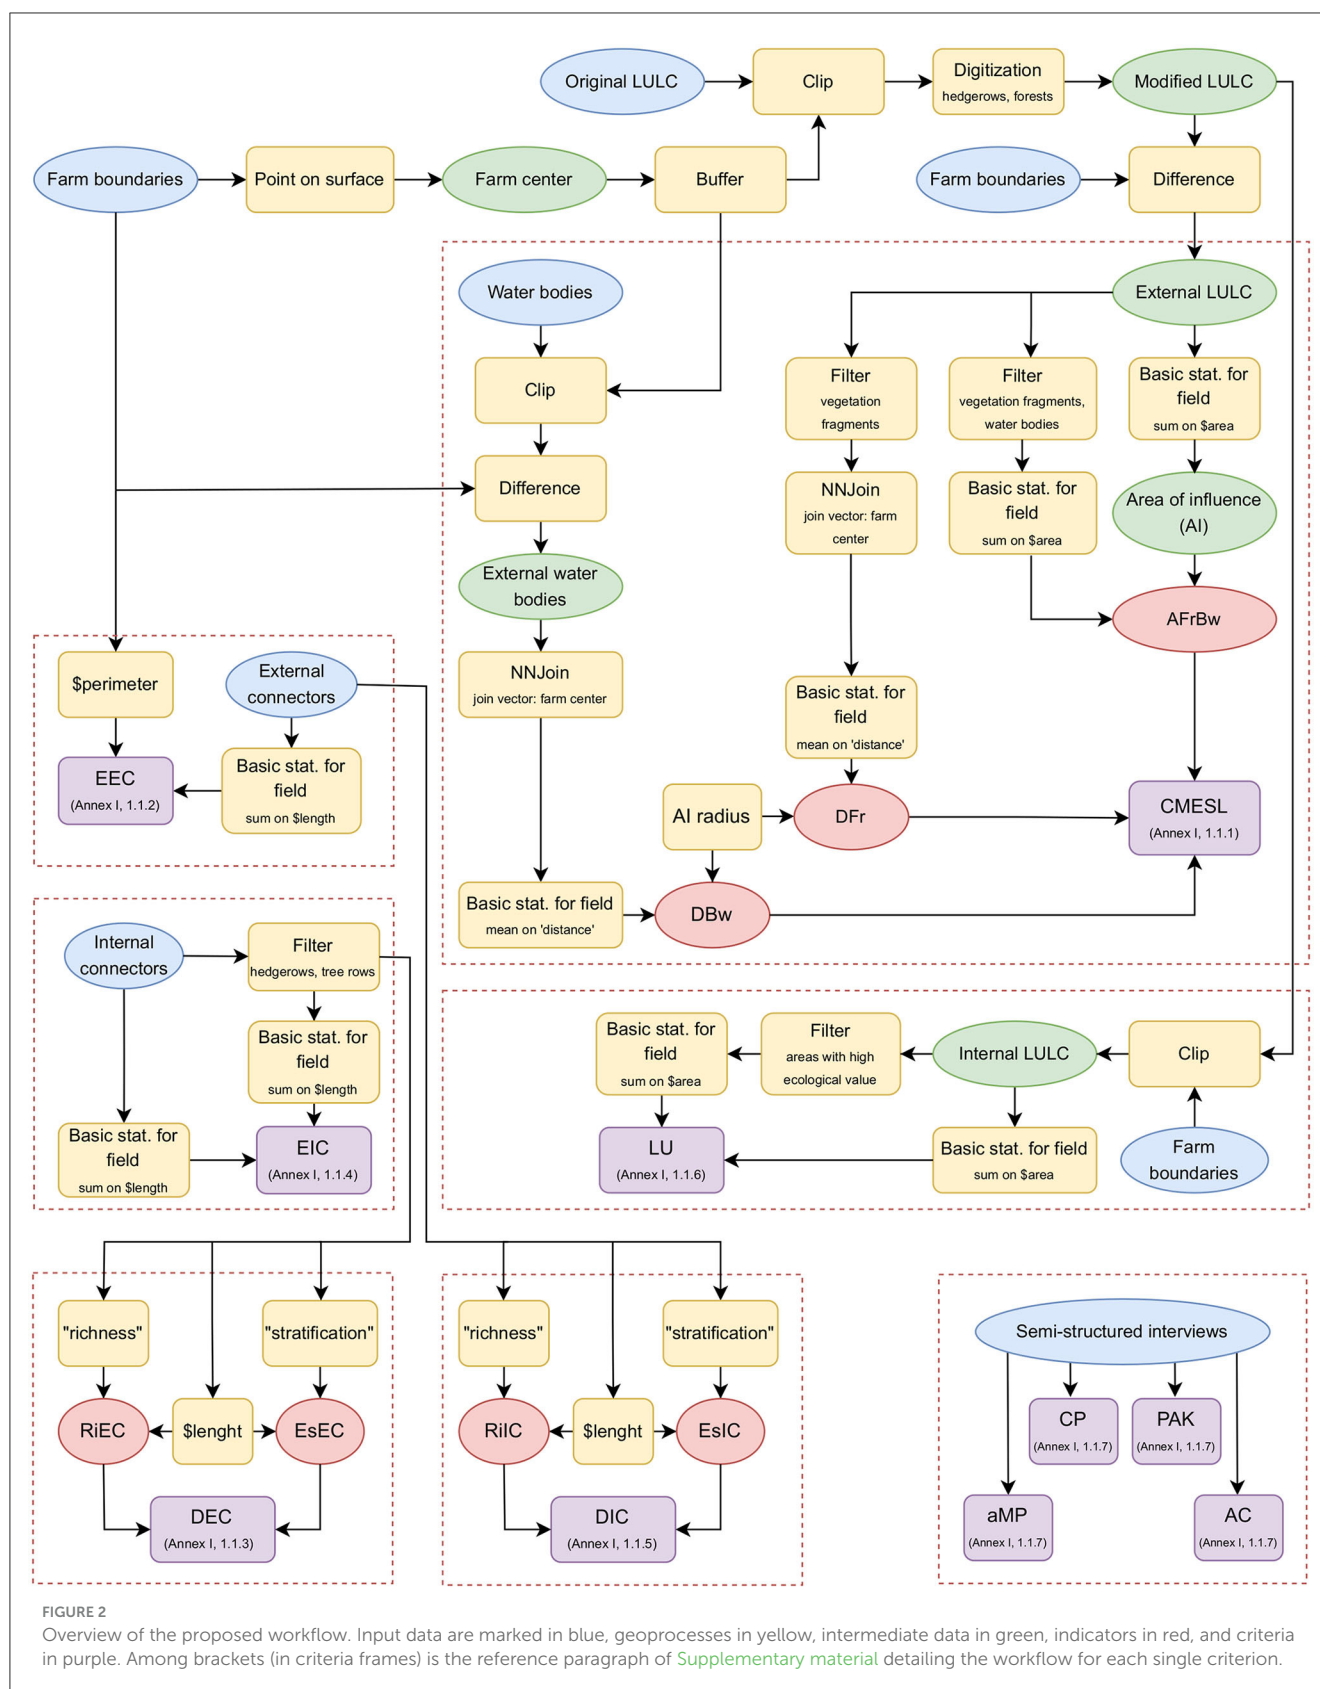 Original LULC
Clip
Digitization
hedgerows, forests
Modified LULC
Farm boundaries
Point on surface
Farm center
Buffer
Farm boundaries
Difference
Water bodies
External LULC
Clip
Filter
vegetation
fragments
Filter
vegetation fragments,
water bodies
Basic stat. for
field
sum on $area
Difference
NNJoin
join vector: farm
center
Basic stat. for
field
sum on $area
Area of influence
(AI)
External water
bodies
AFrBw
NNJoin
join vector: farm center
$perimeter
External
connectors
Basic stat. for
field
mean on 'distance'
EEC
(Annex I, 1.1.2)
Basic stat. for
field
sum on $length
AI radius
DFr
CMESL
(Annex I, 1.1.1)
Basic stat. for field
mean on 'distance'
DBw
Internal
connectors
Filter
hedgerows, tree rows
Basic stat. for
field
sum on $length
Basic stat. for
field
sum on $length
EIC
(Annex I, 1.1.4)
Basic stat. for
field
sum on $area
Filter
areas with high
ecological value
Internal LULC
Clip
LU
(Annex I, 1.1.6)
Basic stat. for field
sum on $area
Farm
boundaries
"richness"
"stratification"
RiEC
$lenght
EsEC
DEC
(Annex I, 1.1.3)
"richness"
"stratification"
RiIC
$lenght
EsIC
DIC
(Annex I, 1.1.5)
Semi-structured interviews
CP
(Annex I, 1.1.7)
PAK
(Annex I, 1.1.7)
aMP
(Annex I, 1.1.7)
AC
(Annex I, 1.1.7)
FIGURE 2
Overview of the proposed workflow. Input data are marked in blue, geoprocesses in yellow, intermediate data in green, indicators in red, and criteria
in purple. Among brackets (in criteria frames) is the reference paragraph of Supplementary material detailing the workflow for each single criterion.